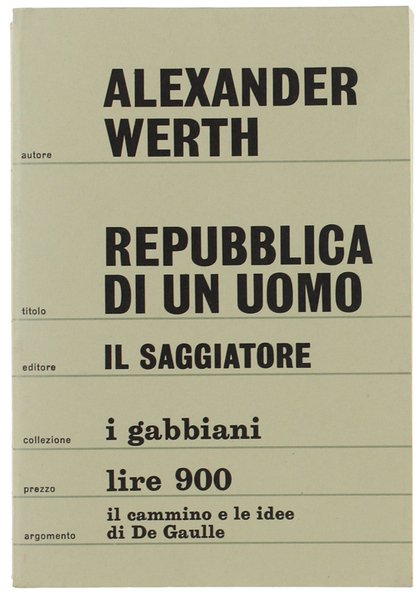 ALEXANDER
autore WERTH
REPUBBLICA
titolo DI UN UOMO
editore IL SAGGIATORE
collezione i gabbiani
prezzo lire 900
il cammino e le idee
argomento di De Gaulle